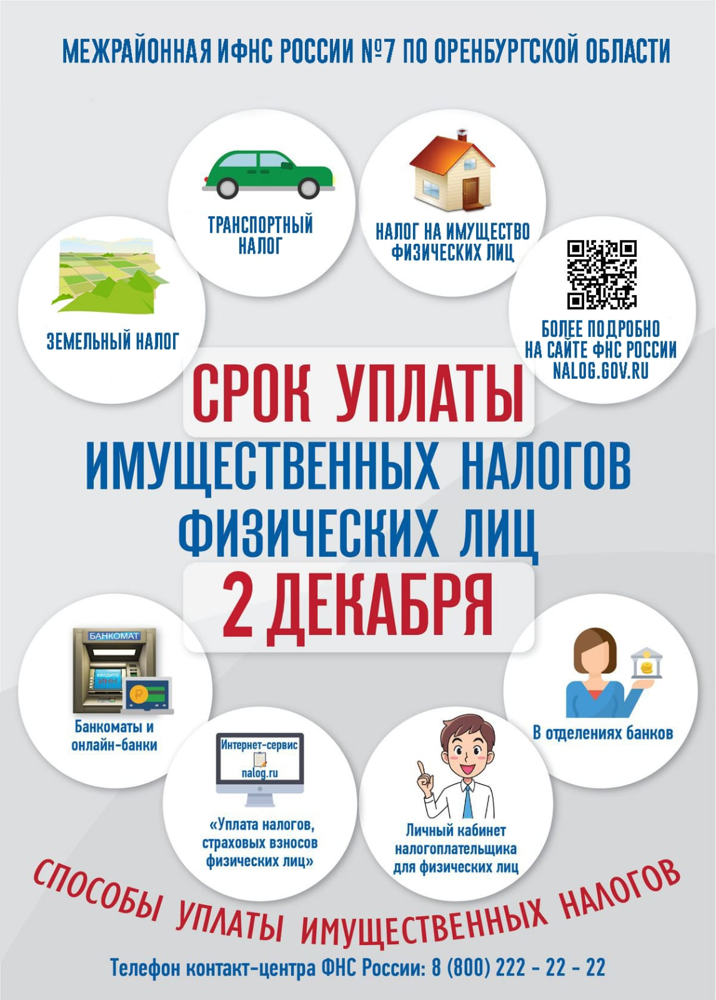 МЕЖРАЙОННАЯ ИФНС РОССИИ №7 ПО ОРЕНБУРГСКОЙ ОБЛАСТИ
ТРАНСПОРТНЫЙ
НАЛОГ
НАЛОГ НА ИМУЩЕСТВО
ФИЗИЧЕСКИХ ЛИЦ
ЗЕМЕЛЬНЫЙ НАЛОГ
БОЛЕЕ ПОДРОБНО
НА САЙТЕ ФНС РОССИИ
NALOG.GOV.RU
СРОК УПЛАТЫ
ИМУЩЕСТВЕННЫХ НАЛОГОВ
ФИЗИЧЕСКИХ ЛИЦ
2 ДЕКАБРЯ
БАНКОМАТ
введите
ИНН
Банкоматы и
онлайн-банки
Интернет-сервис
nalog.ru
«Уплата налогов,
страховых взносов
физических лиц»
Личный кабинет
налогоплательщика
для физических лиц
В отделениях банков
СПОСОБЫ УПЛАТЫ ИМУЩЕСТВЕННЫХ НАЛОГОВ
Телефон контакт-центра ФНС России: 8 (800) 222 - 22 - 22